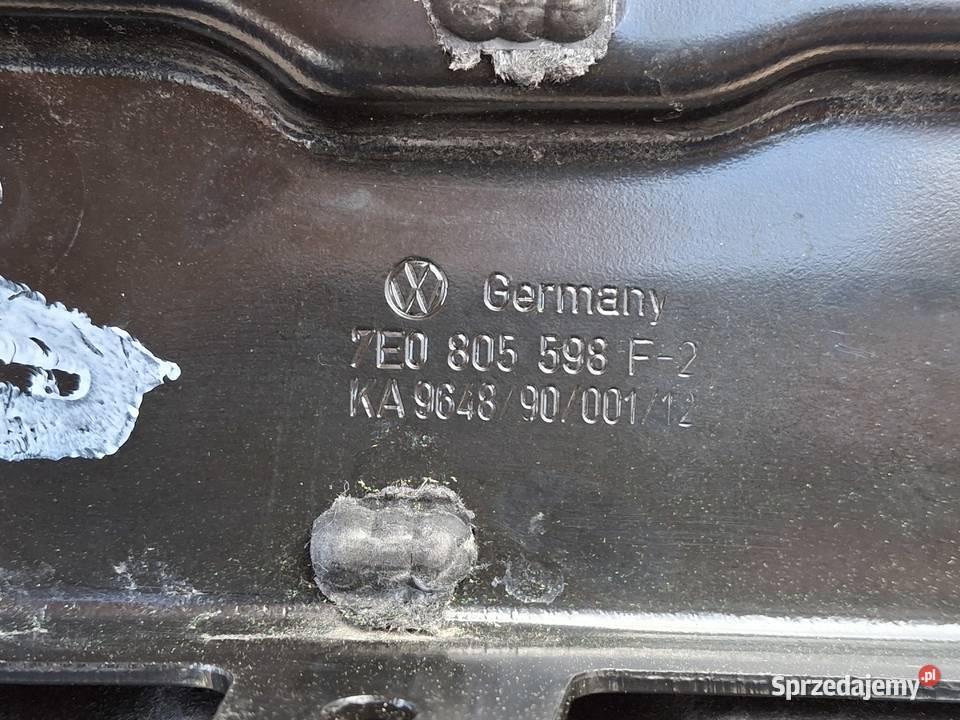 Germany
7E0 805 598 F-2
KA 9648/90/001/12
Sprzedajemy.pl